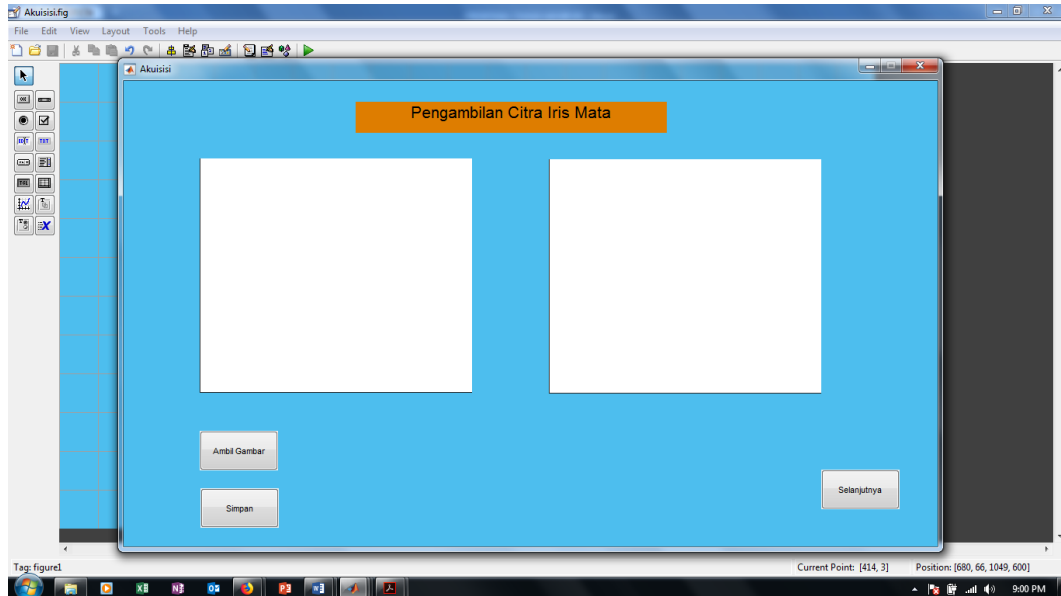 Akuisisi.fig
File Edit View Layout Tools Help
Akuisisi
Pengambilan Citra Iris Mata
Ambil Gambar
Selanjutnya
Simpan
Tag: figure1
Current Point: [414, 3]
Position: [680, 66, 1049, 600]
9:00 PM